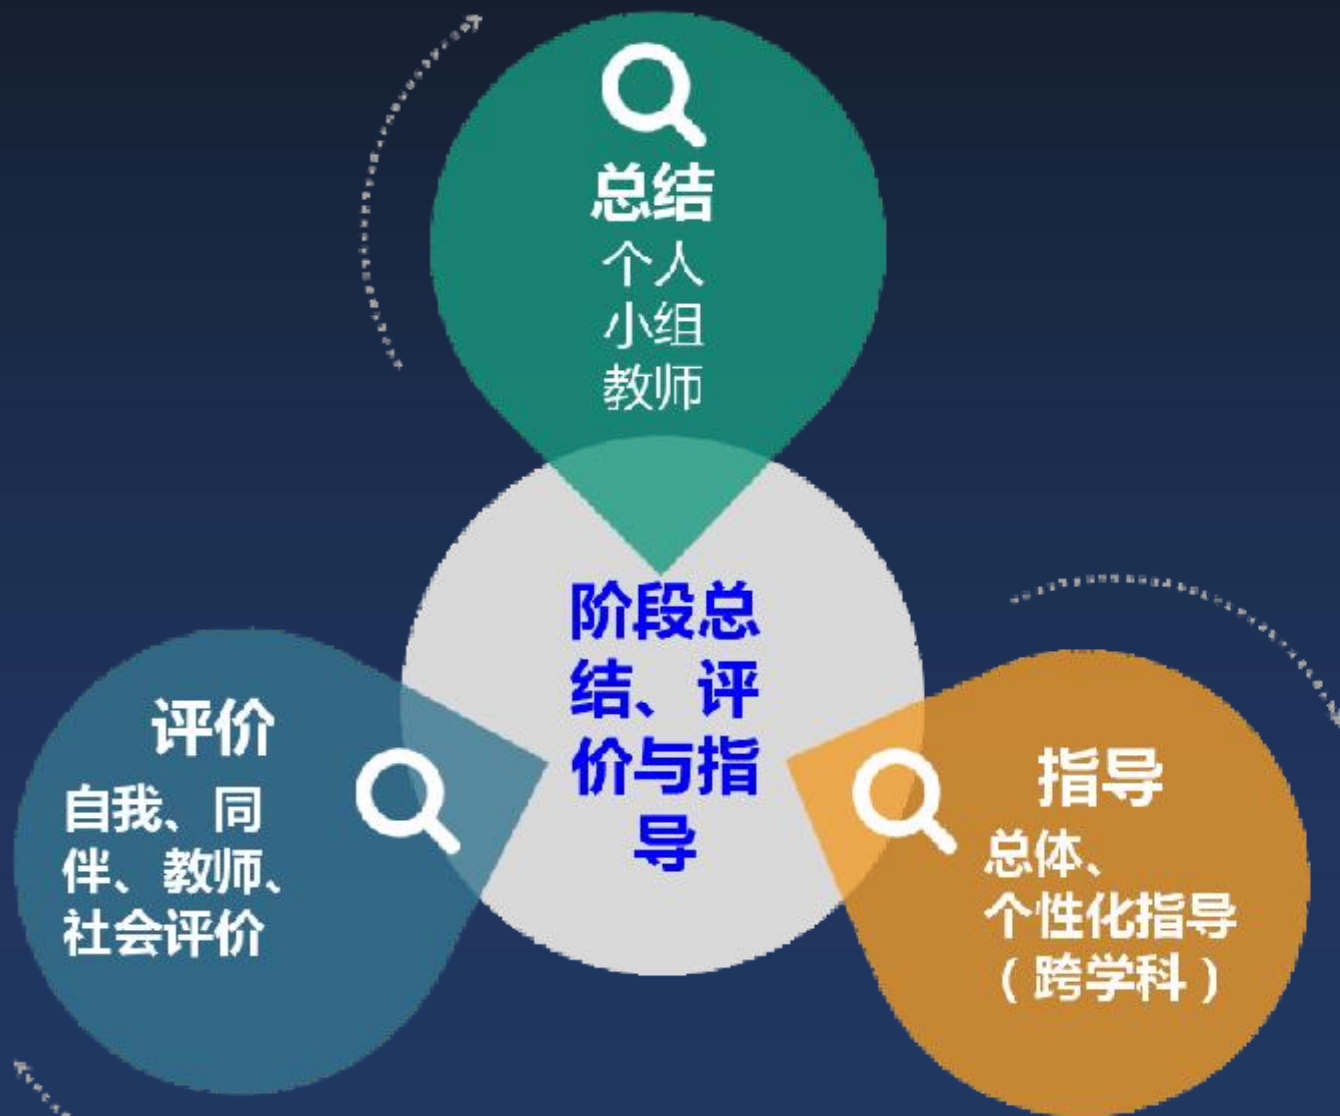 总结
个人
小组
教师
阶段总
结、评
价与指
导
评价
自我、同
伴、教师、
社会评价
指导
总体、
个性化指导
（跨学科）